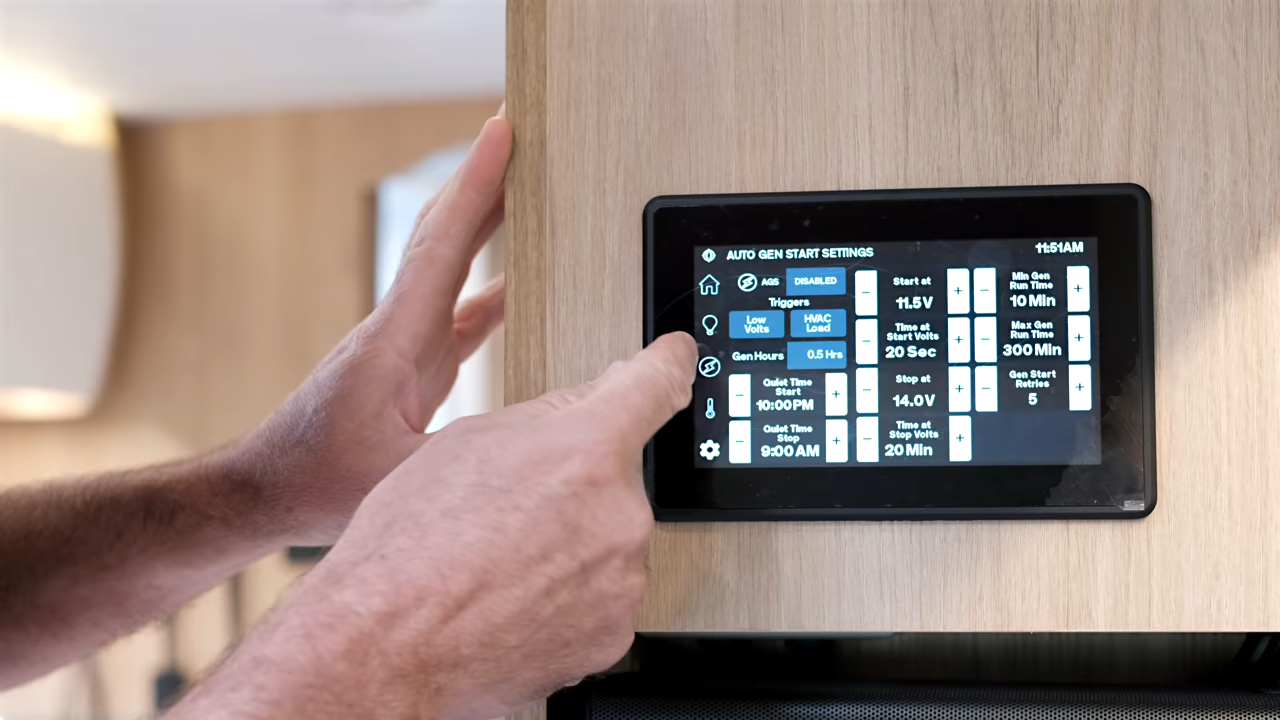 AUTO GEN START SETTINGS
11:51AM
AGS
DISABLED
Triggers
Low
Volts
HVAC
Load
Gen Hours
0.5 Hrs
Quiet Time
Start
10:00PM
Quiet Time
Stop
9:00 AM
Start at
11.5 V
Time at
Start Volts
20 Sec
Stop at
14.0 V
Time at
Stop Volts
20 Min
Min Gen
Run Time
10 Min
Max Gen
Run Time
300 Min
Gen Start
Retries
5